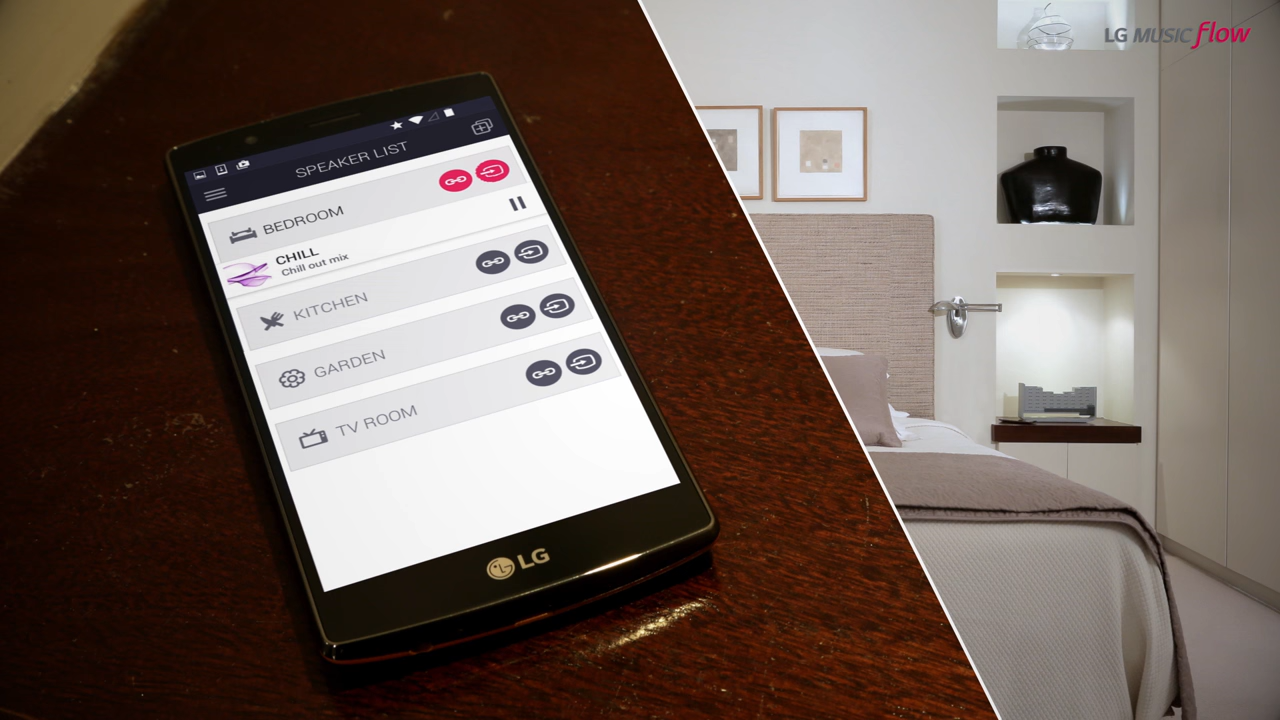 SPEAKER LIST
BEDROOM
CHILL
Chill out mix
KITCHEN
GARDEN
TV ROOM
LG
LG MUSIC flow